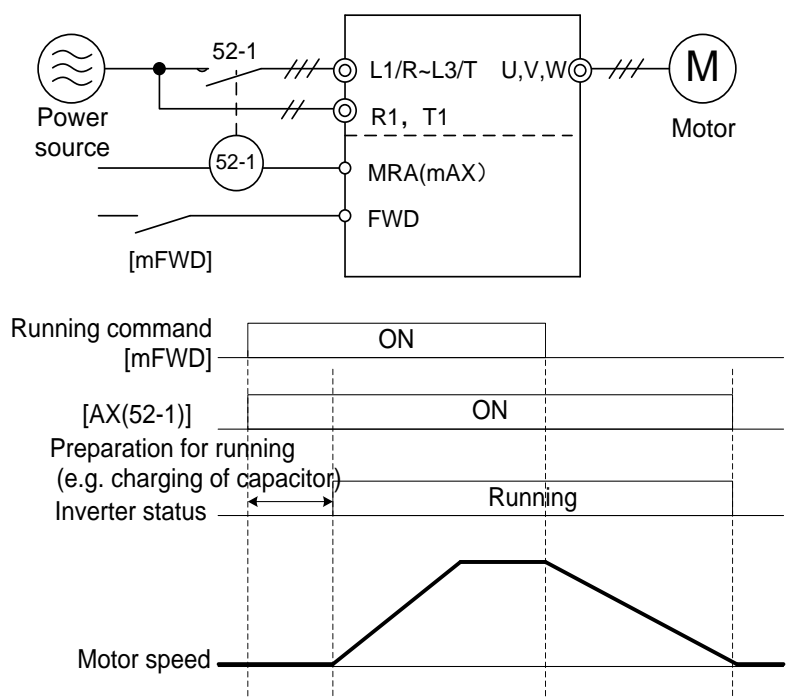 52-1
L1/R~L3/T
U,V,W
M
Power
source
R1，T1
Motor
52-1
MRA(mAX）
FWD
[mFWD]
Running command
[mFWD]
ON
[AX(52-1)]
ON
Preparation for running
(e.g. charging of capacitor)
Inverter status
Running
Motor speed